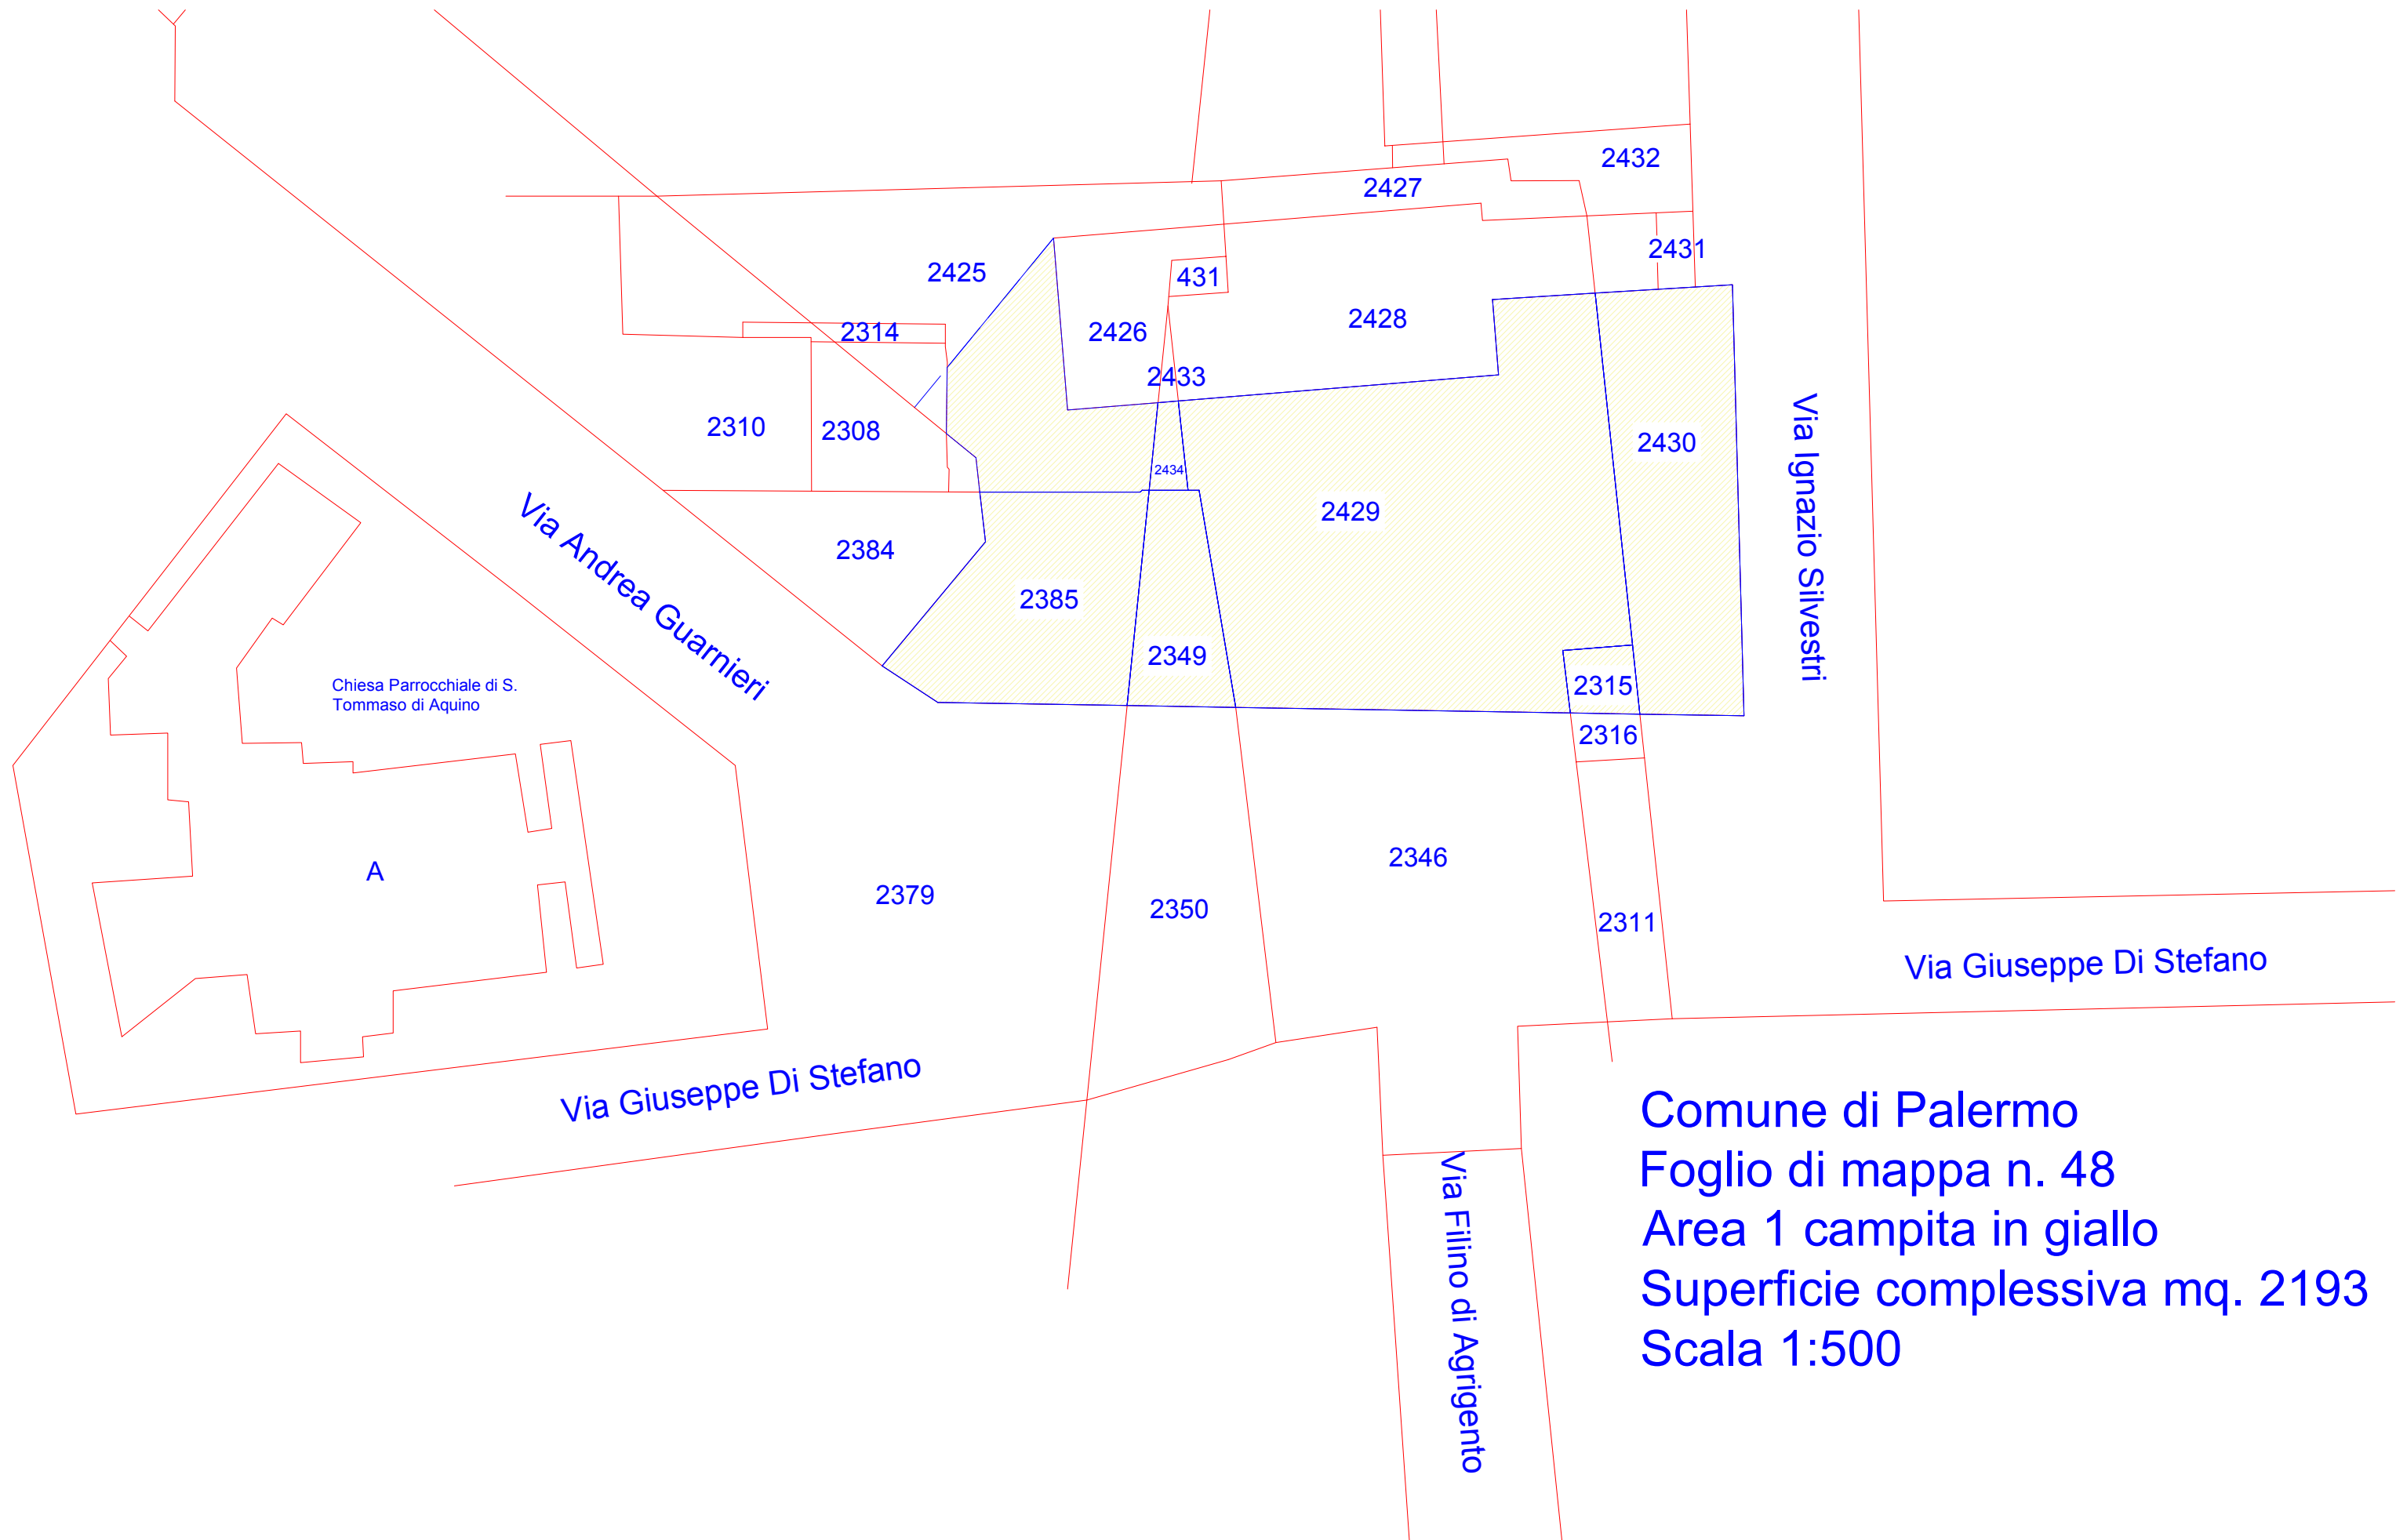 2432
2427
2431
2425
431
2314
2426
2428
2433
2310
2308
2430
2434
2429
Via Ignazio Silvestri
Via Andrea Guarnieri
2384
2385
2349
2315
2316
Chiesa Parrocchiale di S.
Tommaso di Aquino
A
2379
2350
2346
2311
Via Giuseppe Di Stefano
Via Giuseppe Di Stefano
Via Filino di Agrigento
Comune di Palermo
Foglio di mappa n. 48
Area 1 campita in giallo
Superficie complessiva mq. 2193
Scala 1:500